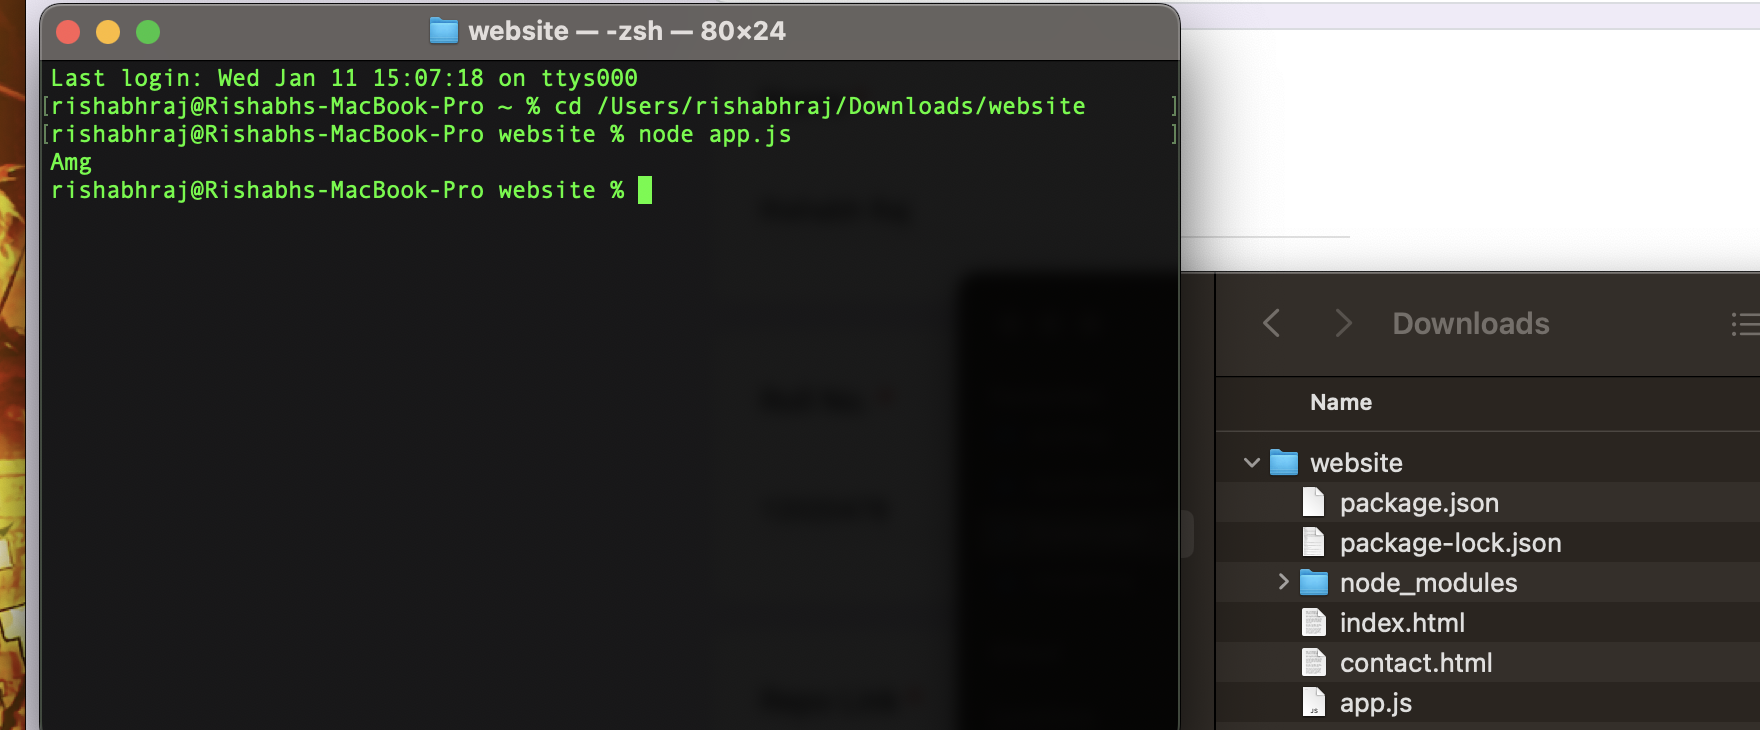 website — -zsh — 80×24
Last login: Wed Jan 11 15:07:18 on ttys000
[rishabhraj@Rishabhs-MacBook-Pro ~ % cd /Users/rishabhraj/Downloads/website ]
[rishabhraj@Rishabhs-MacBook-Pro website % node app.js ]
Amg
rishabhraj@Rishabhs-MacBook-Pro website %
Downloads
Name
website
package.json
package-lock.json
node_modules
index.html
contact.html
app.js